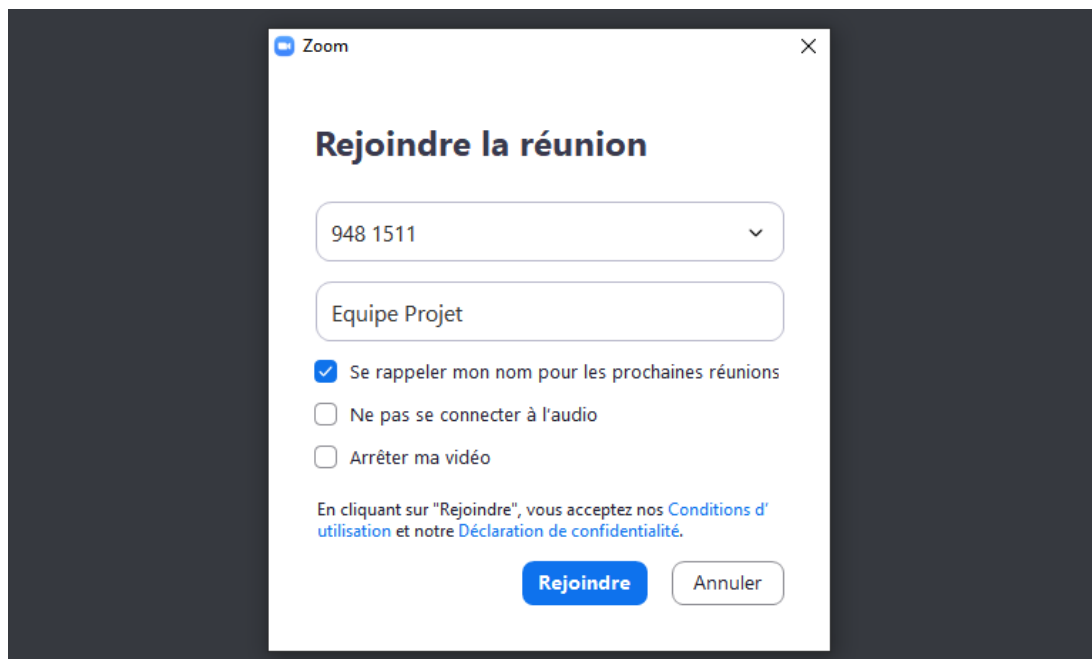 Zoom
Rejoindre la réunion
948 1511
Equipe Projet
Se rappeler mon nom pour les prochaines réunions
Ne pas se connecter à l'audio
Arrêter ma vidéo
En cliquant sur "Rejoindre", vous acceptez nos Conditions d'
utilisation et notre Déclaration de confidentialité.
Rejoindre Annuler